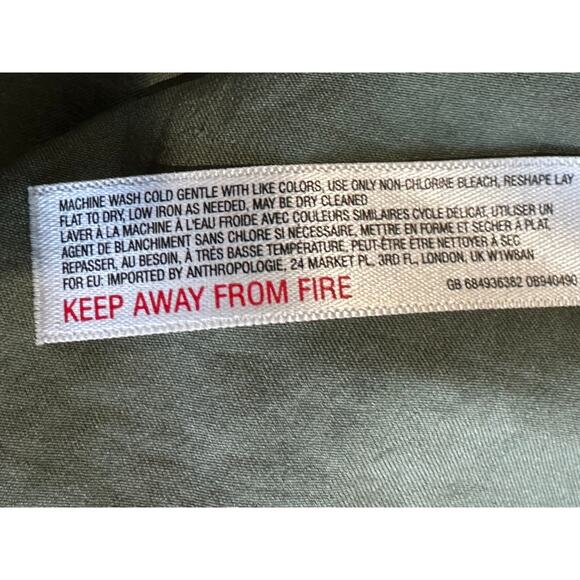 MACHINE WASH COLD GENTLE WITH LIKE COLORS, USE ONLY NON-CHLORINE BLEACH, RESHAPE LAY
FLAT TO DRY, LOW IRON AS NEEDED, MAY BE DRY CLEANED
LAVER À LA MACHINE À L'EAU FROIDE AVEC COULEURS SIMILAIRES CYCLE DÉLICAT, UTILISER UN
AGENT DE BLANCHIMENT SANS CHLORE SI NÉCESSAIRE, METTRE EN FORME ET SÉCHER À PLAT,
REPASSER, AU BESOIN, À TRÈS BASSE TEMPÉRATURE, PEUT-ÊTRE ÊTRE NETTOYER À SEC
FOR EU: IMPORTED BY ANTHROPOLOGIE, 24 MARKET PL, 3RD FL, LONDON, UK W1W8AN
KEEP AWAY FROM FIRE
GB 684936382 0B940490